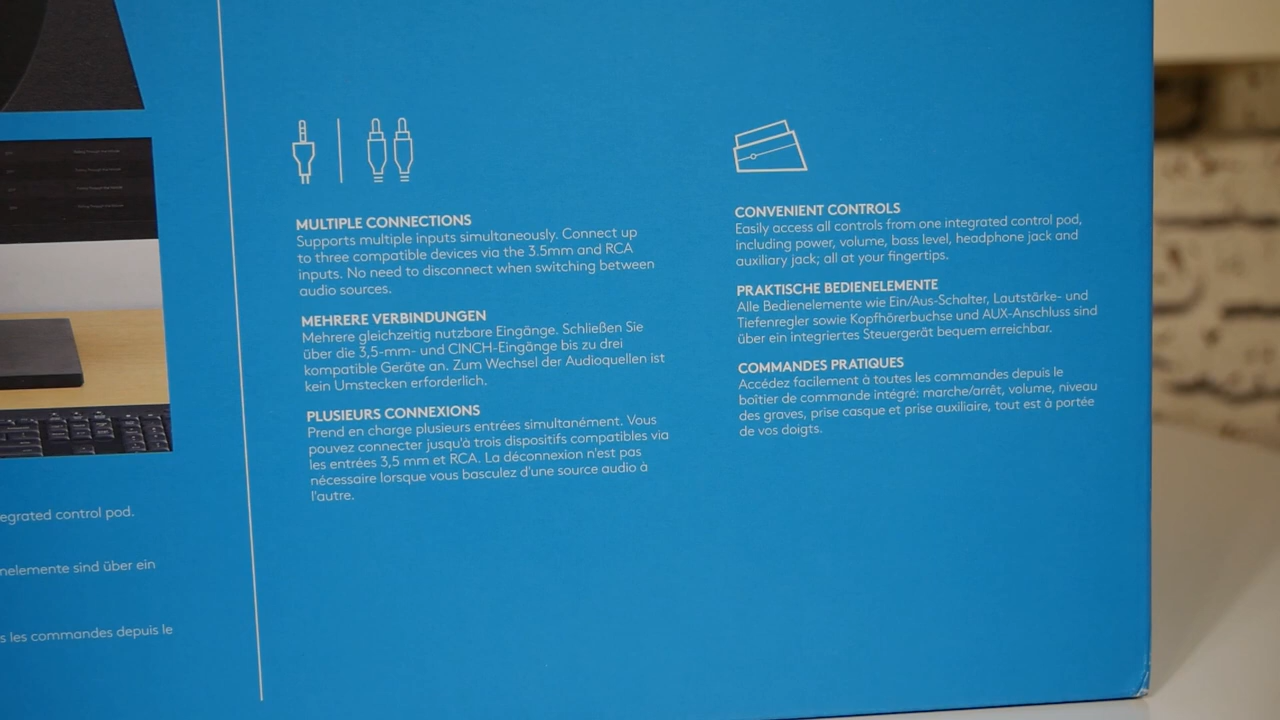 MULTIPLE CONNECTIONS
Supports multiple inputs simultaneously. Connect up
to three compatible devices via the 3.5mm and RCA
inputs. No need to disconnect when switching between
audio sources.
MEHRERE VERBINDUNGEN
Mehrere gleichzeitig nutzbare Eingänge. Schließen Sie
über die 3,5-mm- und CINCH-Eingänge bis zu drei
kompatible Geräte an. Zum Wechsel der Audioquellen ist
kein Umstecken erforderlich.
PLUSIEURS CONNEXIONS
Prend en charge plusieurs entrées simultanément. Vous
pouvez connecter jusqu'à trois dispositifs compatibles via
les entrées 3,5 mm et RCA. La déconnexion n'est pas
nécessaire lorsque vous basculez d'une source audio à
l'autre.
CONVENIENT CONTROLS
Easily access all controls from one integrated control pod,
including power, volume, bass level, headphone jack and
auxiliary jack; all at your fingertips.
PRAKTISCHE BEDIENELEMENTE
Alle Bedienelemente wie Ein/Aus-Schalter, Lautstärke- und
Tiefenregler sowie Kopfhörerbuchse und AUX-Anschluss sind
über ein integriertes Steuergerät bequem erreichbar.
COMMANDES PRATIQUES
Accédez facilement à toutes les commandes depuis le
boîtier de commande intégré: marche/arrêt, volume, niveau
des graves, prise casque et prise auxiliaire, tout est à portée
de vos doigts.
egrated control pod.
nelemente sind über ein
s les commandes depuis le